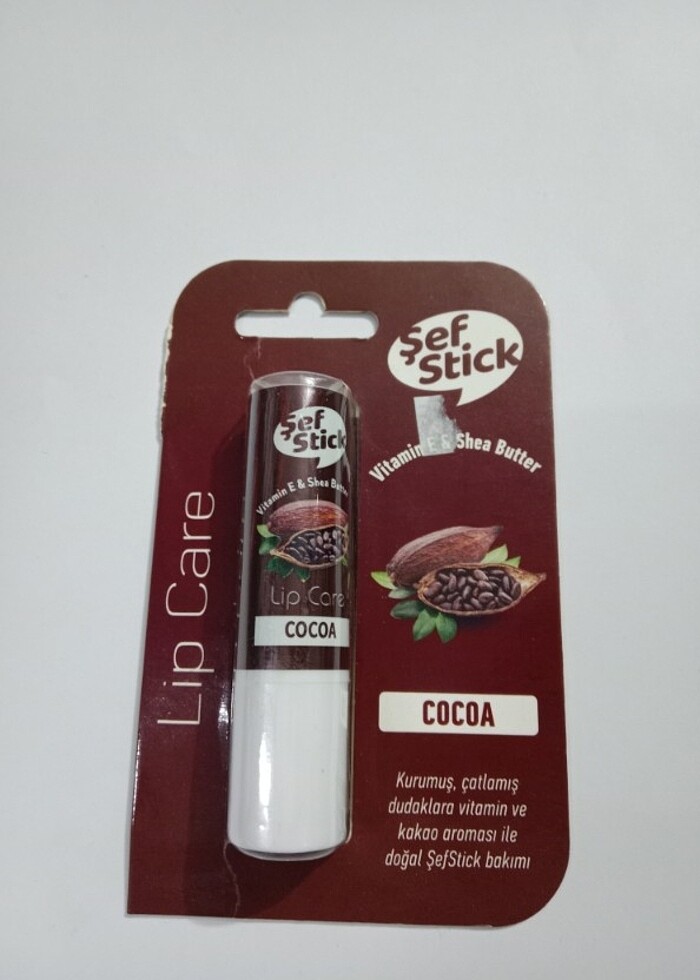 Şef
Stick
Vitamin E & Shea Butter
Lip Care
COCOA
Kurumuş, çatlamış
dudaklara vitamin ve
kakao aroması ile
doğal ŞefStick bakımı
Şef
Stick
Vitamin E & Shea Butter
Lip Care
COCOA